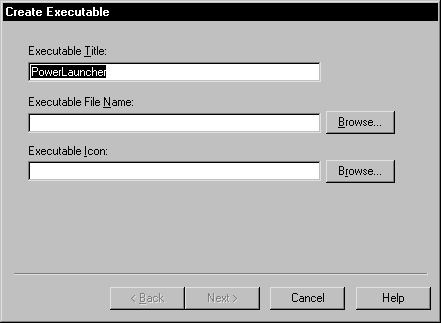 Create Executable
Executable Title:
PowerLauncher
Executable File Name:
Browse...
Executable Icon:
Browse...
< Back Next > Cancel Help